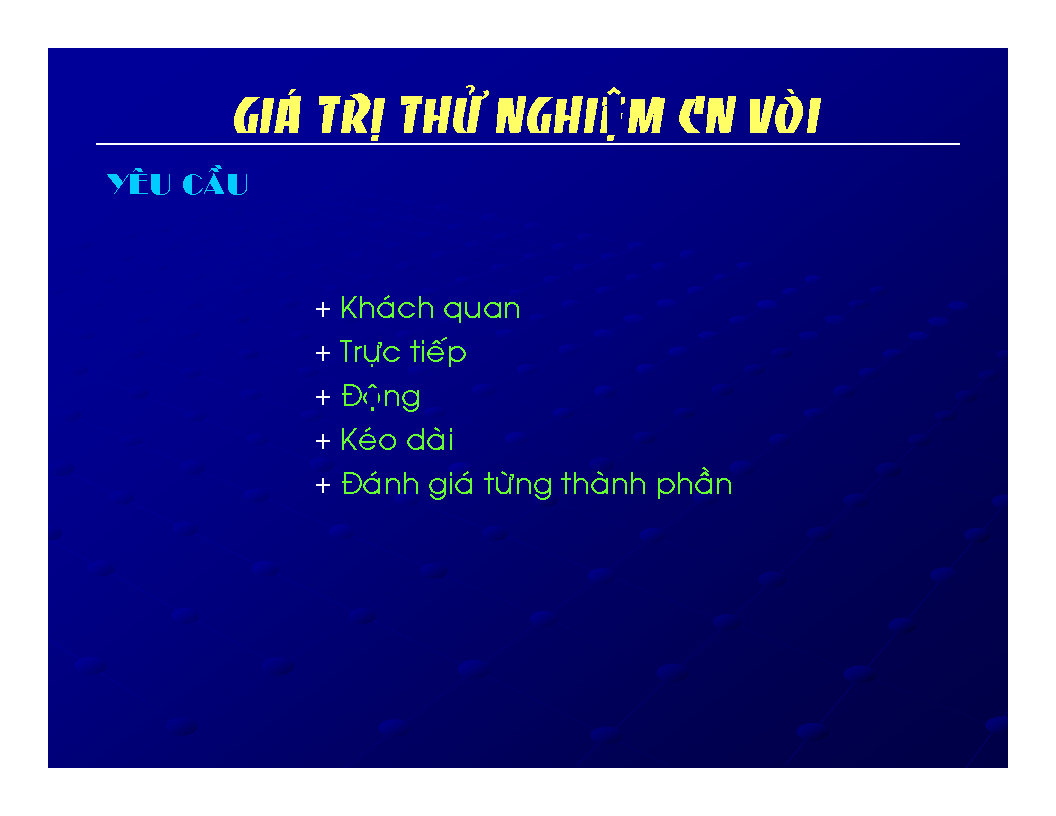 GIÁ TRỊ THỬ NGHIỆM CN VÒI
YÊU CẦU
+ Khách quan
+ Trực tiếp
+ Động
+ Kéo dài
+ Đánh giá từng thành phần